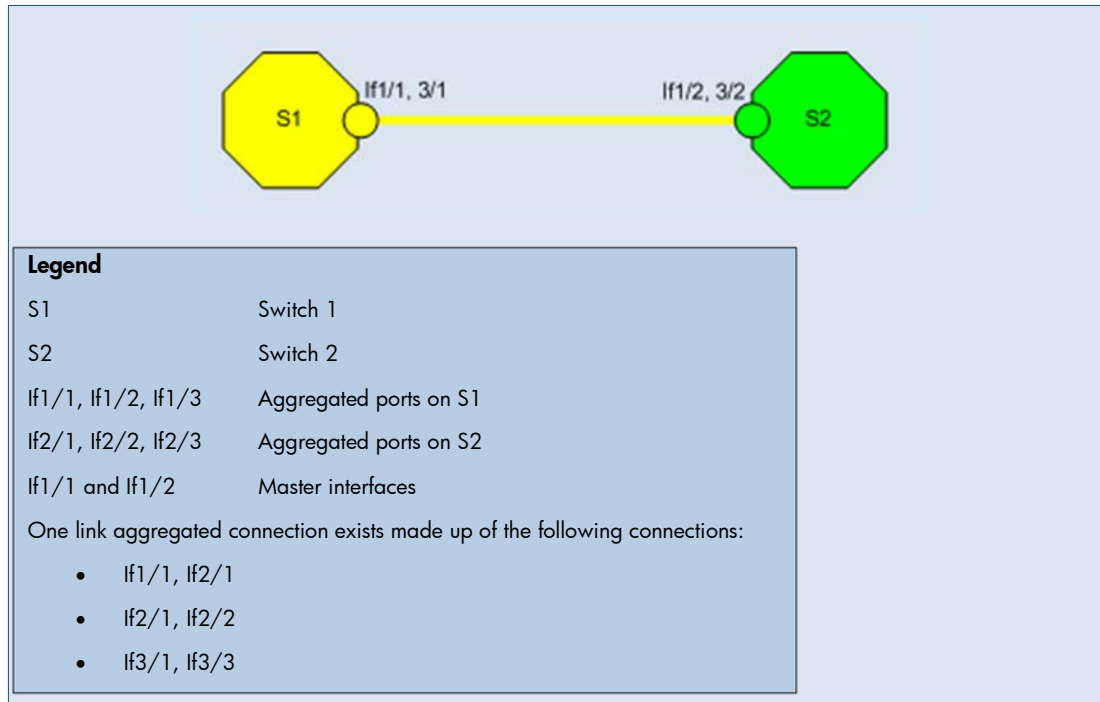 If1/1, 3/1
If1/2, 3/2
S1
S2
Legend
S1 Switch 1
S2 Switch 2
If1/1, If1/2, If1/3 Aggregated ports on S1
If2/1, If2/2, If2/3 Aggregated ports on S2
If1/1 and If1/2 Master interfaces
One link aggregated connection exists made up of the following connections:
• If1/1, If2/1
• If2/1, If2/2
• If3/1, If3/3